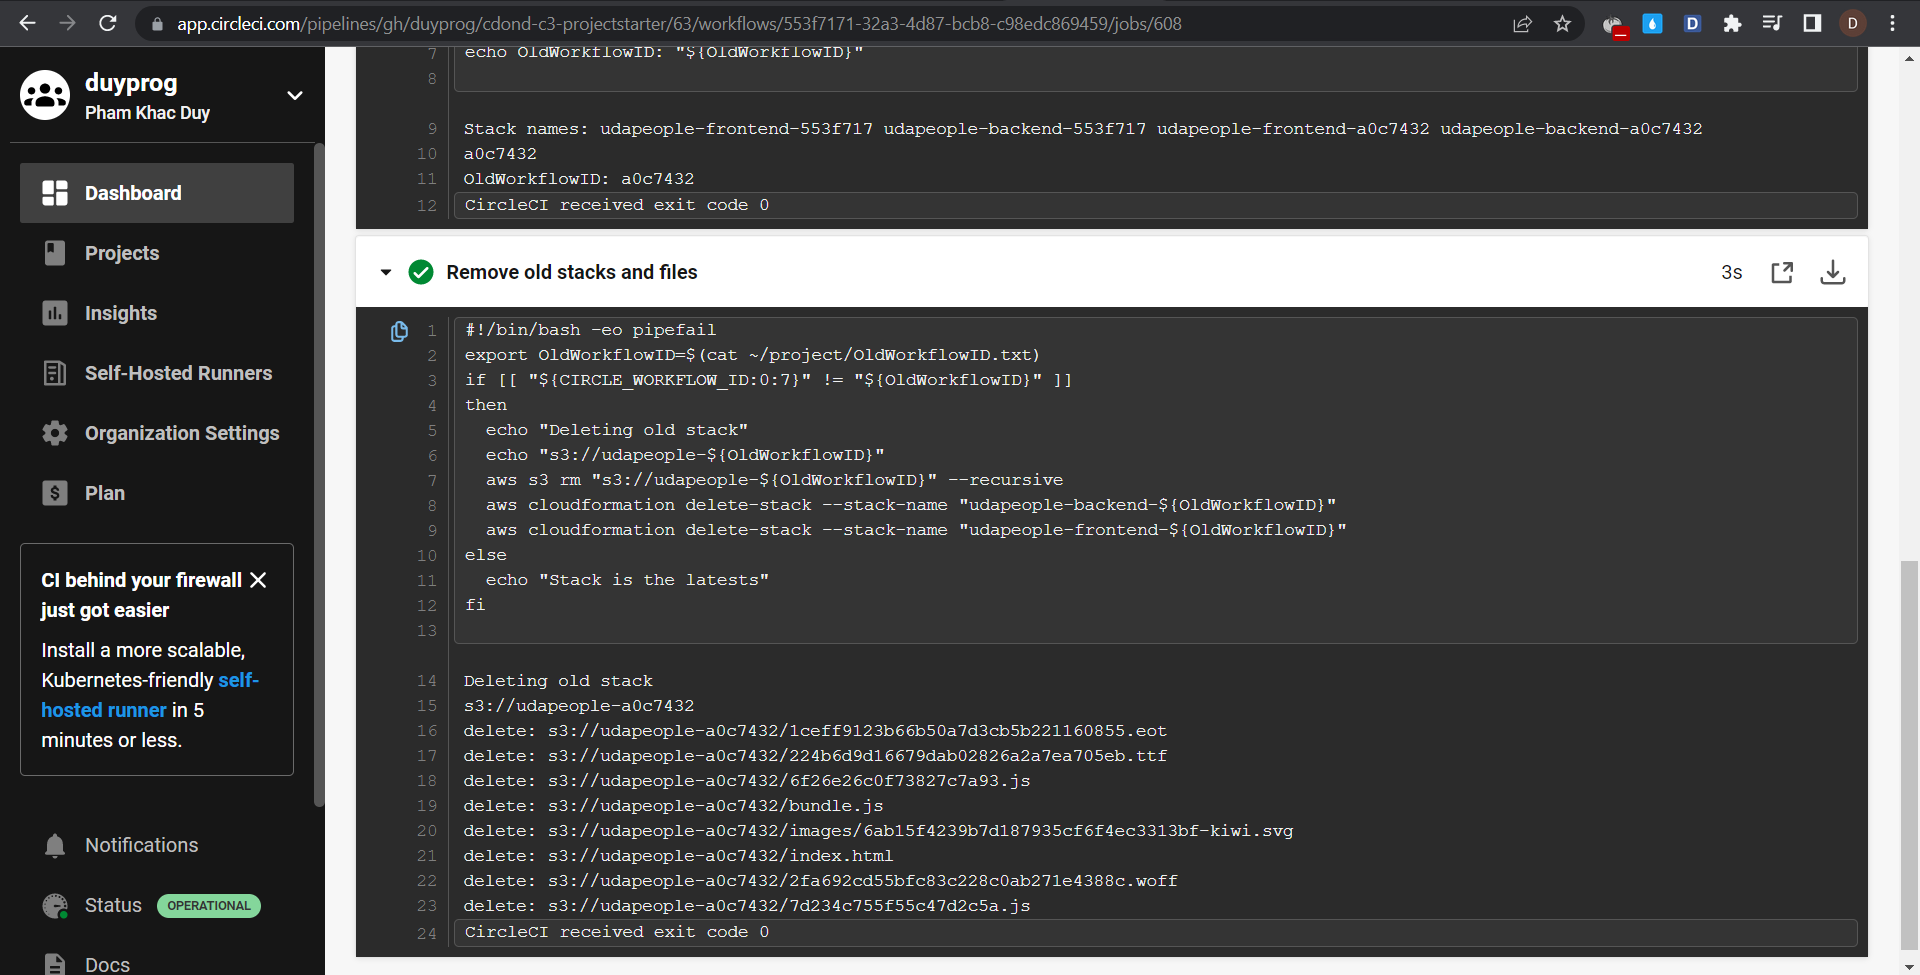 app.circleci.com/pipelines/gh/duyprog/cdond-c3-projectstarter/63/workflows/553f7171-32a3-4d87-bcb8-c98edc869459/jobs/608
D
D
duyprog
Pham Khac Duy
Dashboard
Projects
Insights
Self-Hosted Runners
Organization Settings
Plan
CI behind your firewall
just got easier
Install a more scalable,
Kubernetes-friendly self-
hosted runner in 5
minutes or less.
Notifications
Status OPERATIONAL
Docs
7 echo OldWorkflowID: "${OldWorkflowID}"
8
9 Stack names: udapeople-frontend-553f717 udapeople-backend-553f717 udapeople-frontend-a0c7432 udapeople-backend-a0c7432
10 a0c7432
11 OldWorkflowID: a0c7432
12 CircleCI received exit code 0
Remove old stacks and files 3s
1 #!/bin/bash -eo pipefail
2 export OldWorkflowID=$(cat ~/project/OldWorkflowID.txt)
3 if [[ "${CIRCLE_WORKFLOW_ID:0:7}" != "${OldWorkflowID}" ]]
4 then
5 echo "Deleting old stack"
6 echo "s3://udapeople-${OldWorkflowID}"
7 aws s3 rm "s3://udapeople-${OldWorkflowID}" --recursive
8 aws cloudformation delete-stack --stack-name "udapeople-backend-${OldWorkflowID}"
9 aws cloudformation delete-stack --stack-name "udapeople-frontend-${OldWorkflowID}"
10 else
11 echo "Stack is the latests"
12 fi
13
14 Deleting old stack
15 s3://udapeople-a0c7432
16 delete: s3://udapeople-a0c7432/1ceff9123b66b50a7d3cb5b221160855.eot
17 delete: s3://udapeople-a0c7432/224b6d9d16679dab02826a2a7ea705eb.ttf
18 delete: s3://udapeople-a0c7432/6f26e26c0f73827c7a93.js
19 delete: s3://udapeople-a0c7432/bundle.js
20 delete: s3://udapeople-a0c7432/images/6ab15f4239b7d187935cf6f4ec3313bf-kiwi.svg
21 delete: s3://udapeople-a0c7432/index.html
22 delete: s3://udapeople-a0c7432/2fa692cd55bfc83c228c0ab271e4388c.woff
23 delete: s3://udapeople-a0c7432/7d234c755f55c47d2c5a.js
24 CircleCI received exit code 0